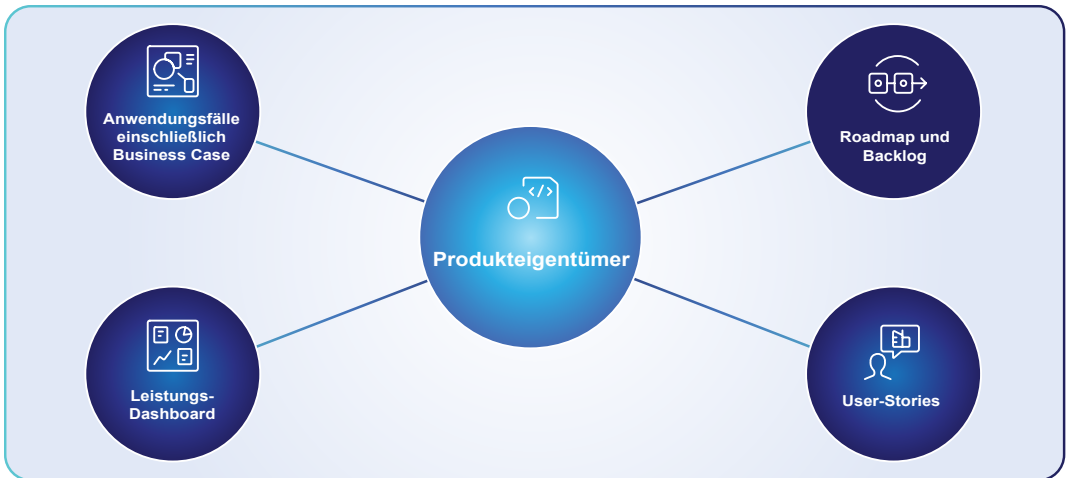 Anwendungsfälle
einschließlich
Business Case
Roadmap und
Backlog
</>
Produkteigentümer
Leistungs-
Dashboard
User-Stories